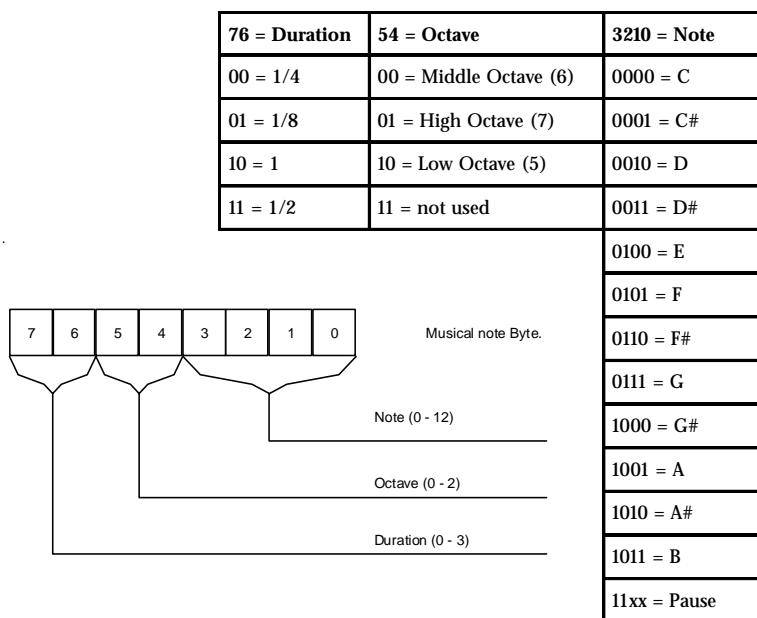 76 = Duration 54 = Octave 3210 = Note
00 = 1/4 00 = Middle Octave (6) 0000 = C
01 = 1/8 01 = High Octave (7) 0001 = C#
10 = 1 10 = Low Octave (5) 0010 = D
11 = 1/2 11 = not used 0011 = D#
0100 = E
0101 = F
7 6 5 4 3 2 1 0 Musical note Byte. 0110 = F#
0111 = G
Note (0 - 12) 1000 = G#
1001 = A
Octave (0 - 2)
1010 = A#
Duration (0 - 3)
1011 = B
11xx = Pause